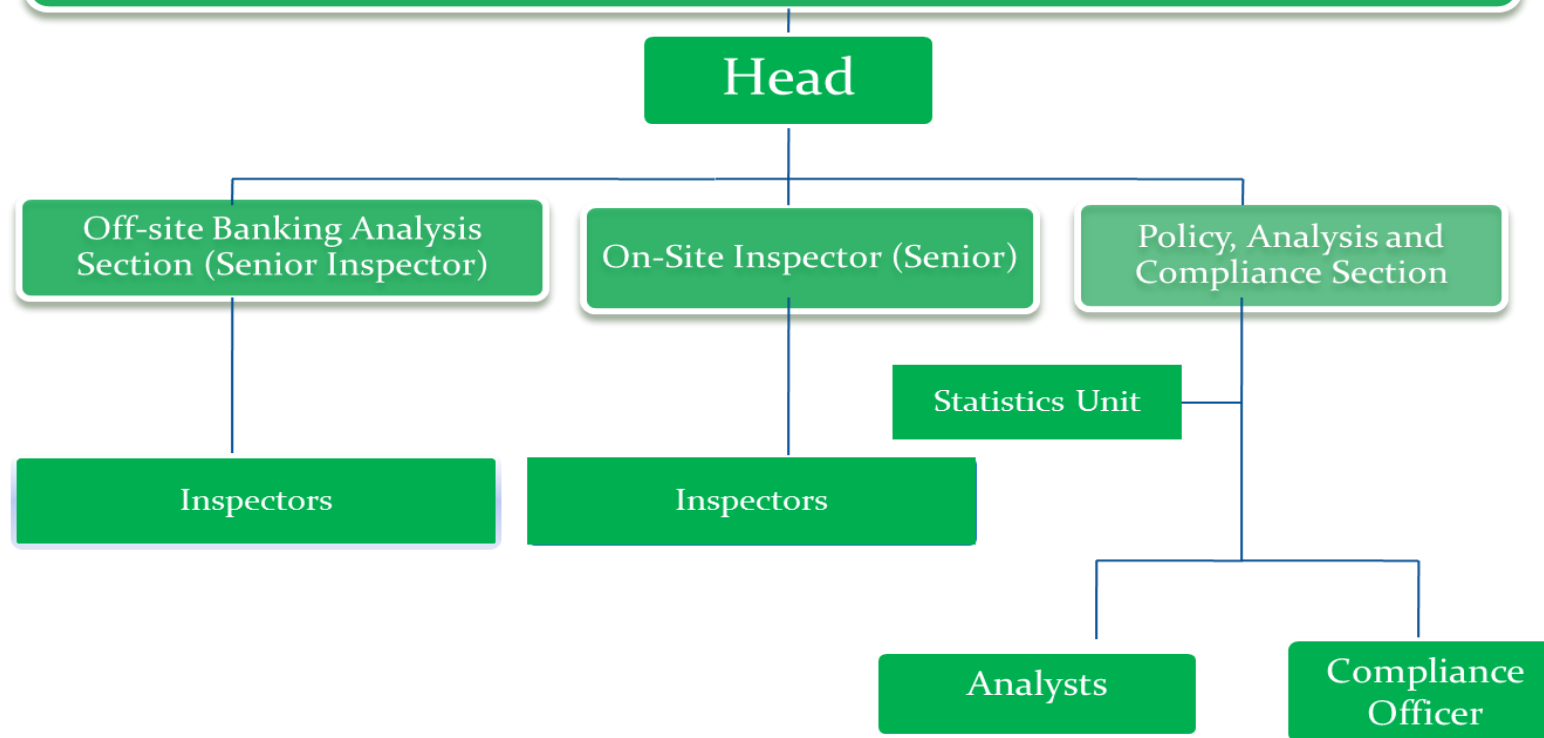 Head
Off-site Banking Analysis
Section (Senior Inspector)
On-Site Inspector (Senior)
Policy, Analysis and
Compliance Section
Statistics Unit
Inspectors
Inspectors
Analysts
Compliance
Officer